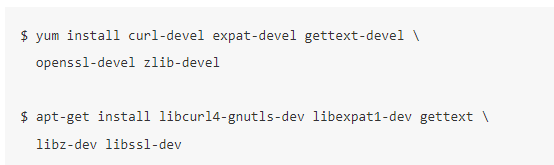 $ yum install curl-devel expat-devel gettext-devel \
openssl-devel zlib-devel
$ apt-get install libcurl4-gnutls-dev libexpat1-dev gettext \
libz-dev libssl-dev